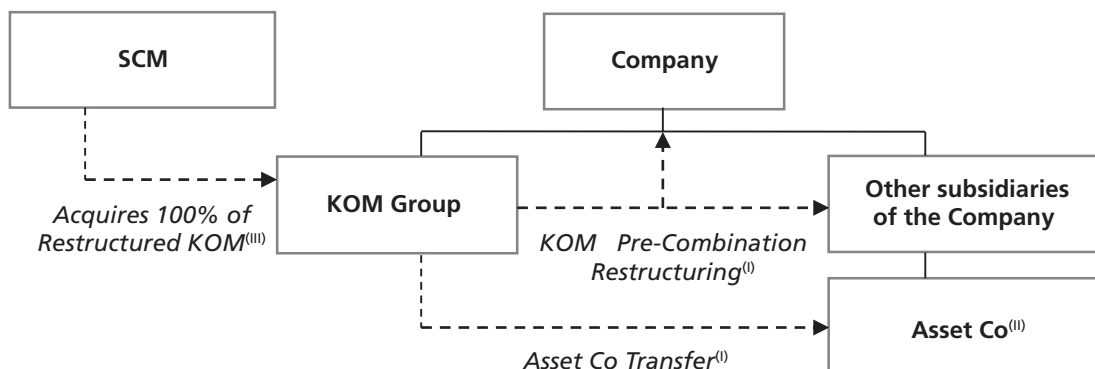 SCM
Company
KOM Group
Other subsidiaries
of the Company
Acquires 100% of
Restructured KOM(III)
KOM Pre-Combination
Restructuring(I)
Asset Co(II)
Asset Co Transfer(I)